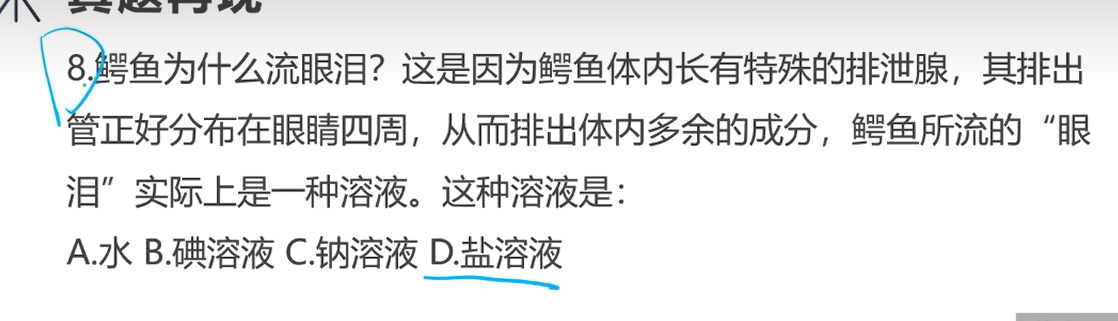 8.鳄鱼为什么流眼泪？这是因为鳄鱼体内长有特殊的排泄腺，其排出
管正好分布在眼睛四周，从而排出体内多余的成分，鳄鱼所流的“眼
泪”实际上是一种溶液。这种溶液是：
A.水 B.碘溶液 C.钠溶液 D.盐溶液